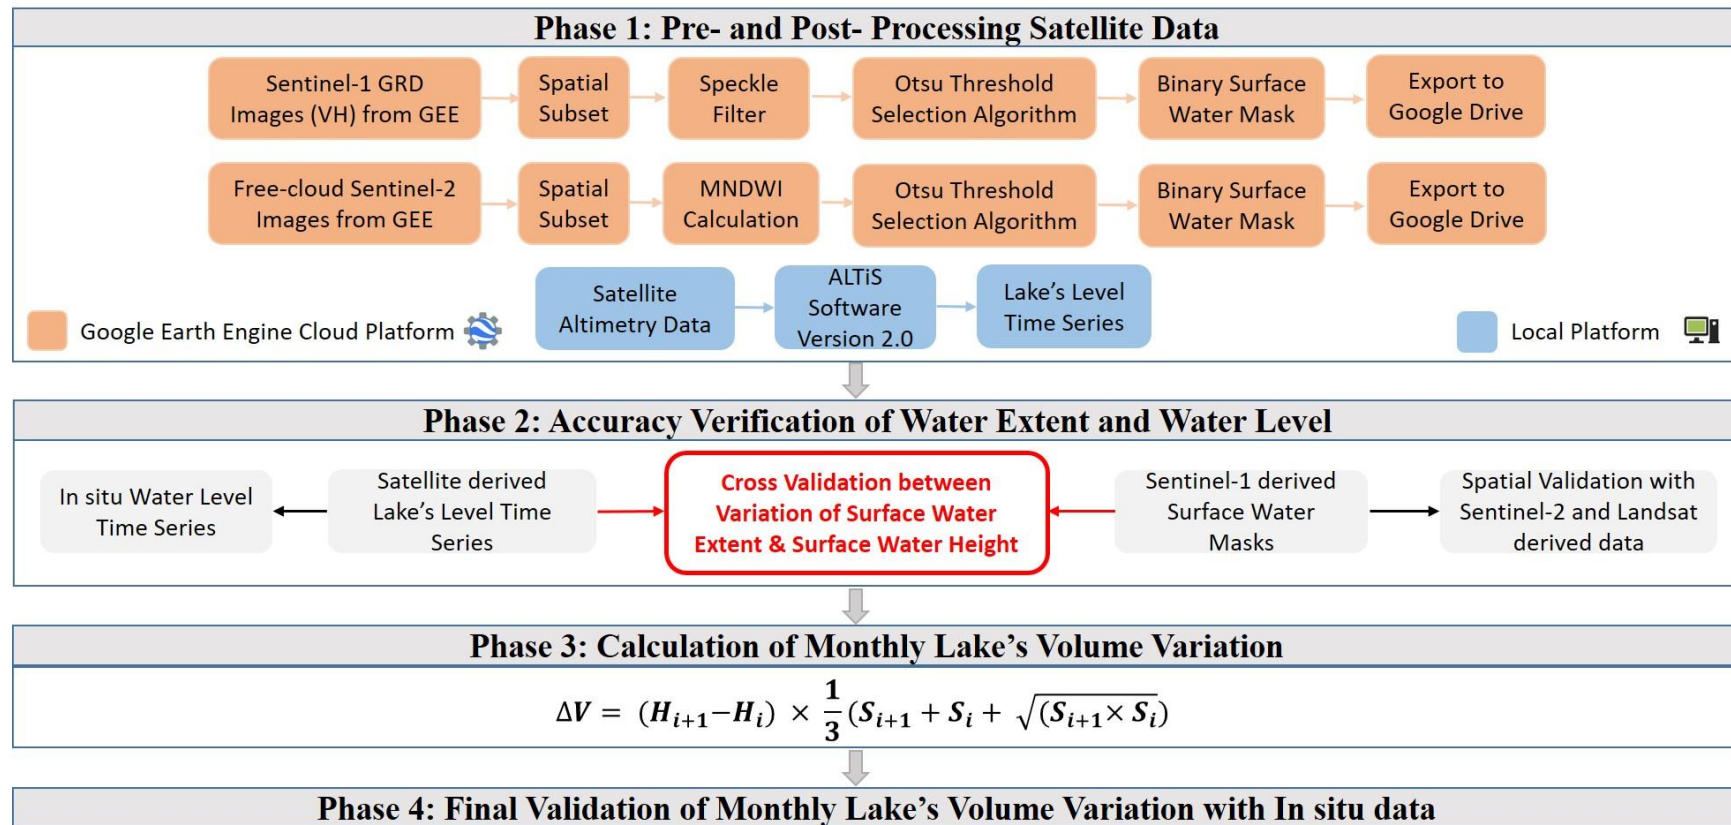 Phase 1: Pre- and Post- Processing Satellite Data
Sentinel-1 GRD
Images (VH) from GEE
Spatial
Subset
Speckle
Filter
Otsu Threshold
Selection Algorithm
Binary Surface
Water Mask
Export to
Google Drive
Free-cloud Sentinel-2
Images from GEE
Spatial
Subset
MNDWI
Calculation
Otsu Threshold
Selection Algorithm
Binary Surface
Water Mask
Export to
Google Drive
Satellite
Altimetry Data
ALTiS
Software
Version 2.0
Lake's Level
Time Series
Google Earth Engine Cloud Platform
Local Platform
Phase 2: Accuracy Verification of Water Extent and Water Level
In situ Water Level
Time Series
Satellite derived
Lake's Level Time
Series
Cross Validation between
Variation of Surface Water
Extent & Surface Water Height
Sentinel-1 derived
Surface Water
Masks
Spatial Validation with
Sentinel-2 and Landsat
derived data
Phase 3: Calculation of Monthly Lake's Volume Variation
ΔV = (H_{i+1}−H_i) × 1/3 (S_{i+1} + S_i + √(S_{i+1}× S_i)
Phase 4: Final Validation of Monthly Lake's Volume Variation with In situ data